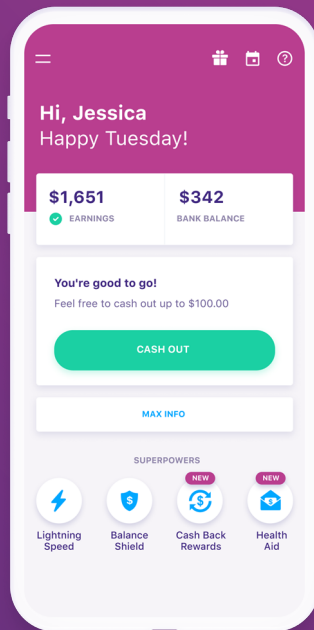 Hi, Jessica
Happy Tuesday!
$1,651
EARNINGS
$342
BANK BALANCE
You're good to go!
Feel free to cash out up to $100.00
CASH OUT
MAX INFO
SUPERPOWERS
Lightning
Speed
$
Balance
Shield
NEW
$
Cash Back
Rewards
NEW
$
Health
Aid